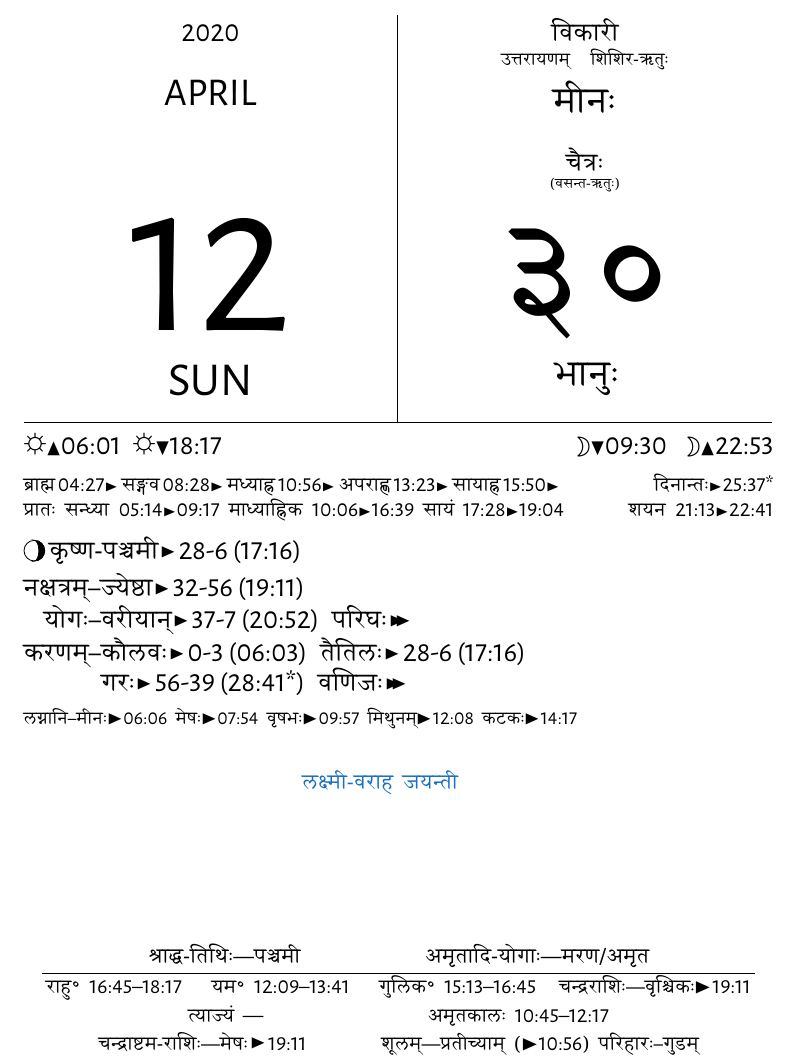 2020
APRIL
12
SUN
विकारी
उत्तरायणम् शिशिर-ऋतुः
मीनः
चैत्रः
(वसन्त-ऋतुः)
३०
भानुः
☼▲06:01 ☼▼18:17 ☽▼09:30 ☽▲22:53
ब्राह्म04:27► सङ्गव08:28► मध्याह्न10:56► अपराह्ण13:23► सायाह्न15:50► दिनान्तः►25:37*
प्रातः सन्ध्या 05:14►09:17 माध्याह्निक 10:06►16:39 सायं 17:28►19:04 शयन 21:13►22:41
कृष्ण-पञ्चमी►28-6 (17:16)
नक्षत्रम्–ज्येष्ठा►32-56 (19:11)
योगः–वरीयान्►37-7 (20:52) परिघः►►
करणम्–कौलवः►0-3 (06:03) तैतिलः►28-6 (17:16)
गरः►56-39 (28:41*) वणिजः►►
लग्नानि–मीनः►06:06 मेषः►07:54 वृषभः►09:57 मिथुनम्►12:08 कटकः►14:17
लक्ष्मी-वराह जयन्ती
श्राद्ध-तिथिः—पञ्चमी अमृतादि-योगाः—मरण/अमृत
राहु॰ 16:45–18:17 यम॰ 12:09–13:41 गुलिक॰ 15:13–16:45 चन्द्रराशिः—वृश्चिकः►19:11
त्याज्यं — अमृतकालः 10:45–12:17
चन्द्राष्टम-राशिः—मेषः►19:11 शूलम्—प्रतीच्याम् (►10:56) परिहारः–गुडम्